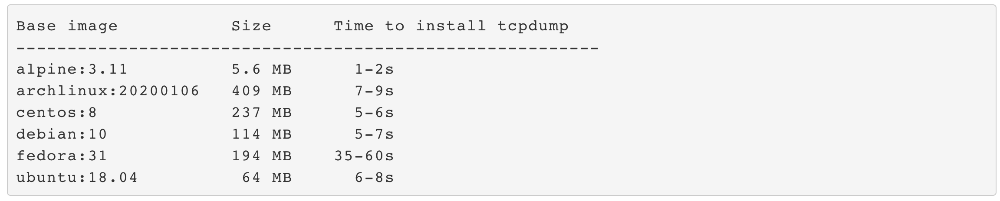 Base image           Size      Time to install tcpdump
---------------------------------------------------------
alpine:3.11          5.6 MB      1-2s
archlinux:20200106   409 MB      7-9s
centos:8             237 MB      5-6s
debian:10            114 MB      5-7s
fedora:31            194 MB    35-60s
ubuntu:18.04          64 MB      6-8s